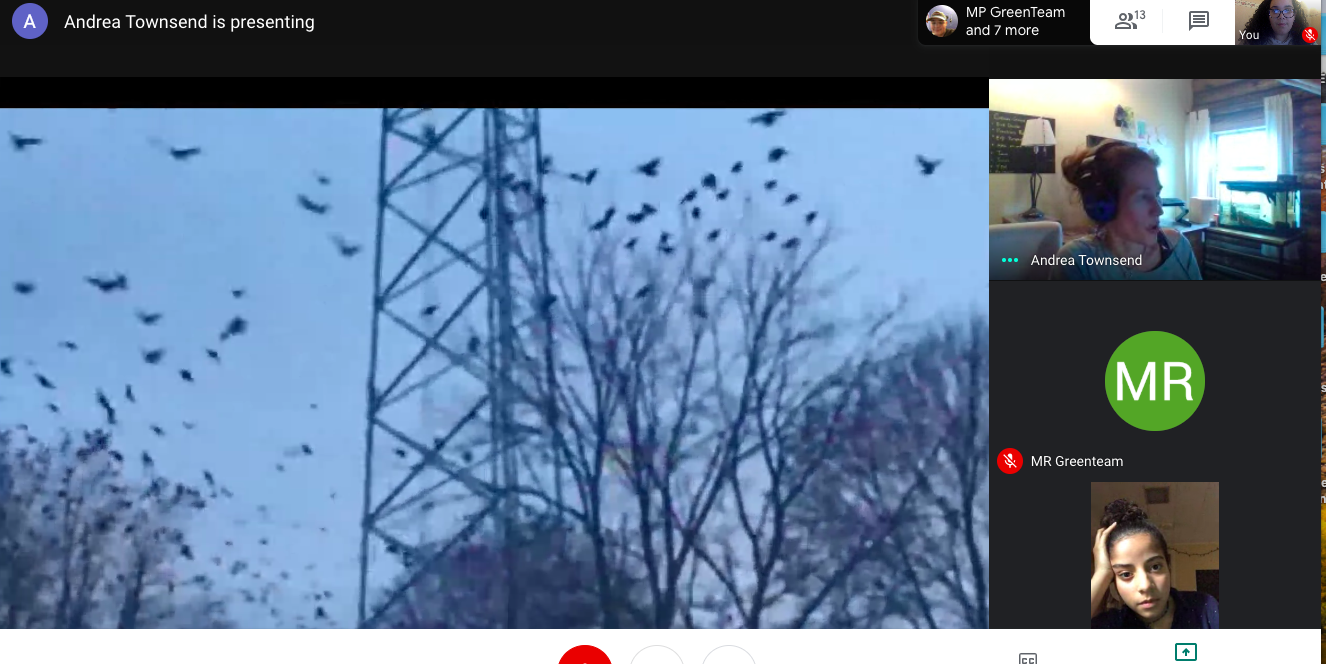 A
Andrea Townsend is presenting
MP GreenTeam
and 7 more
13
You
Andrea Townsend
MR
MR Greenteam